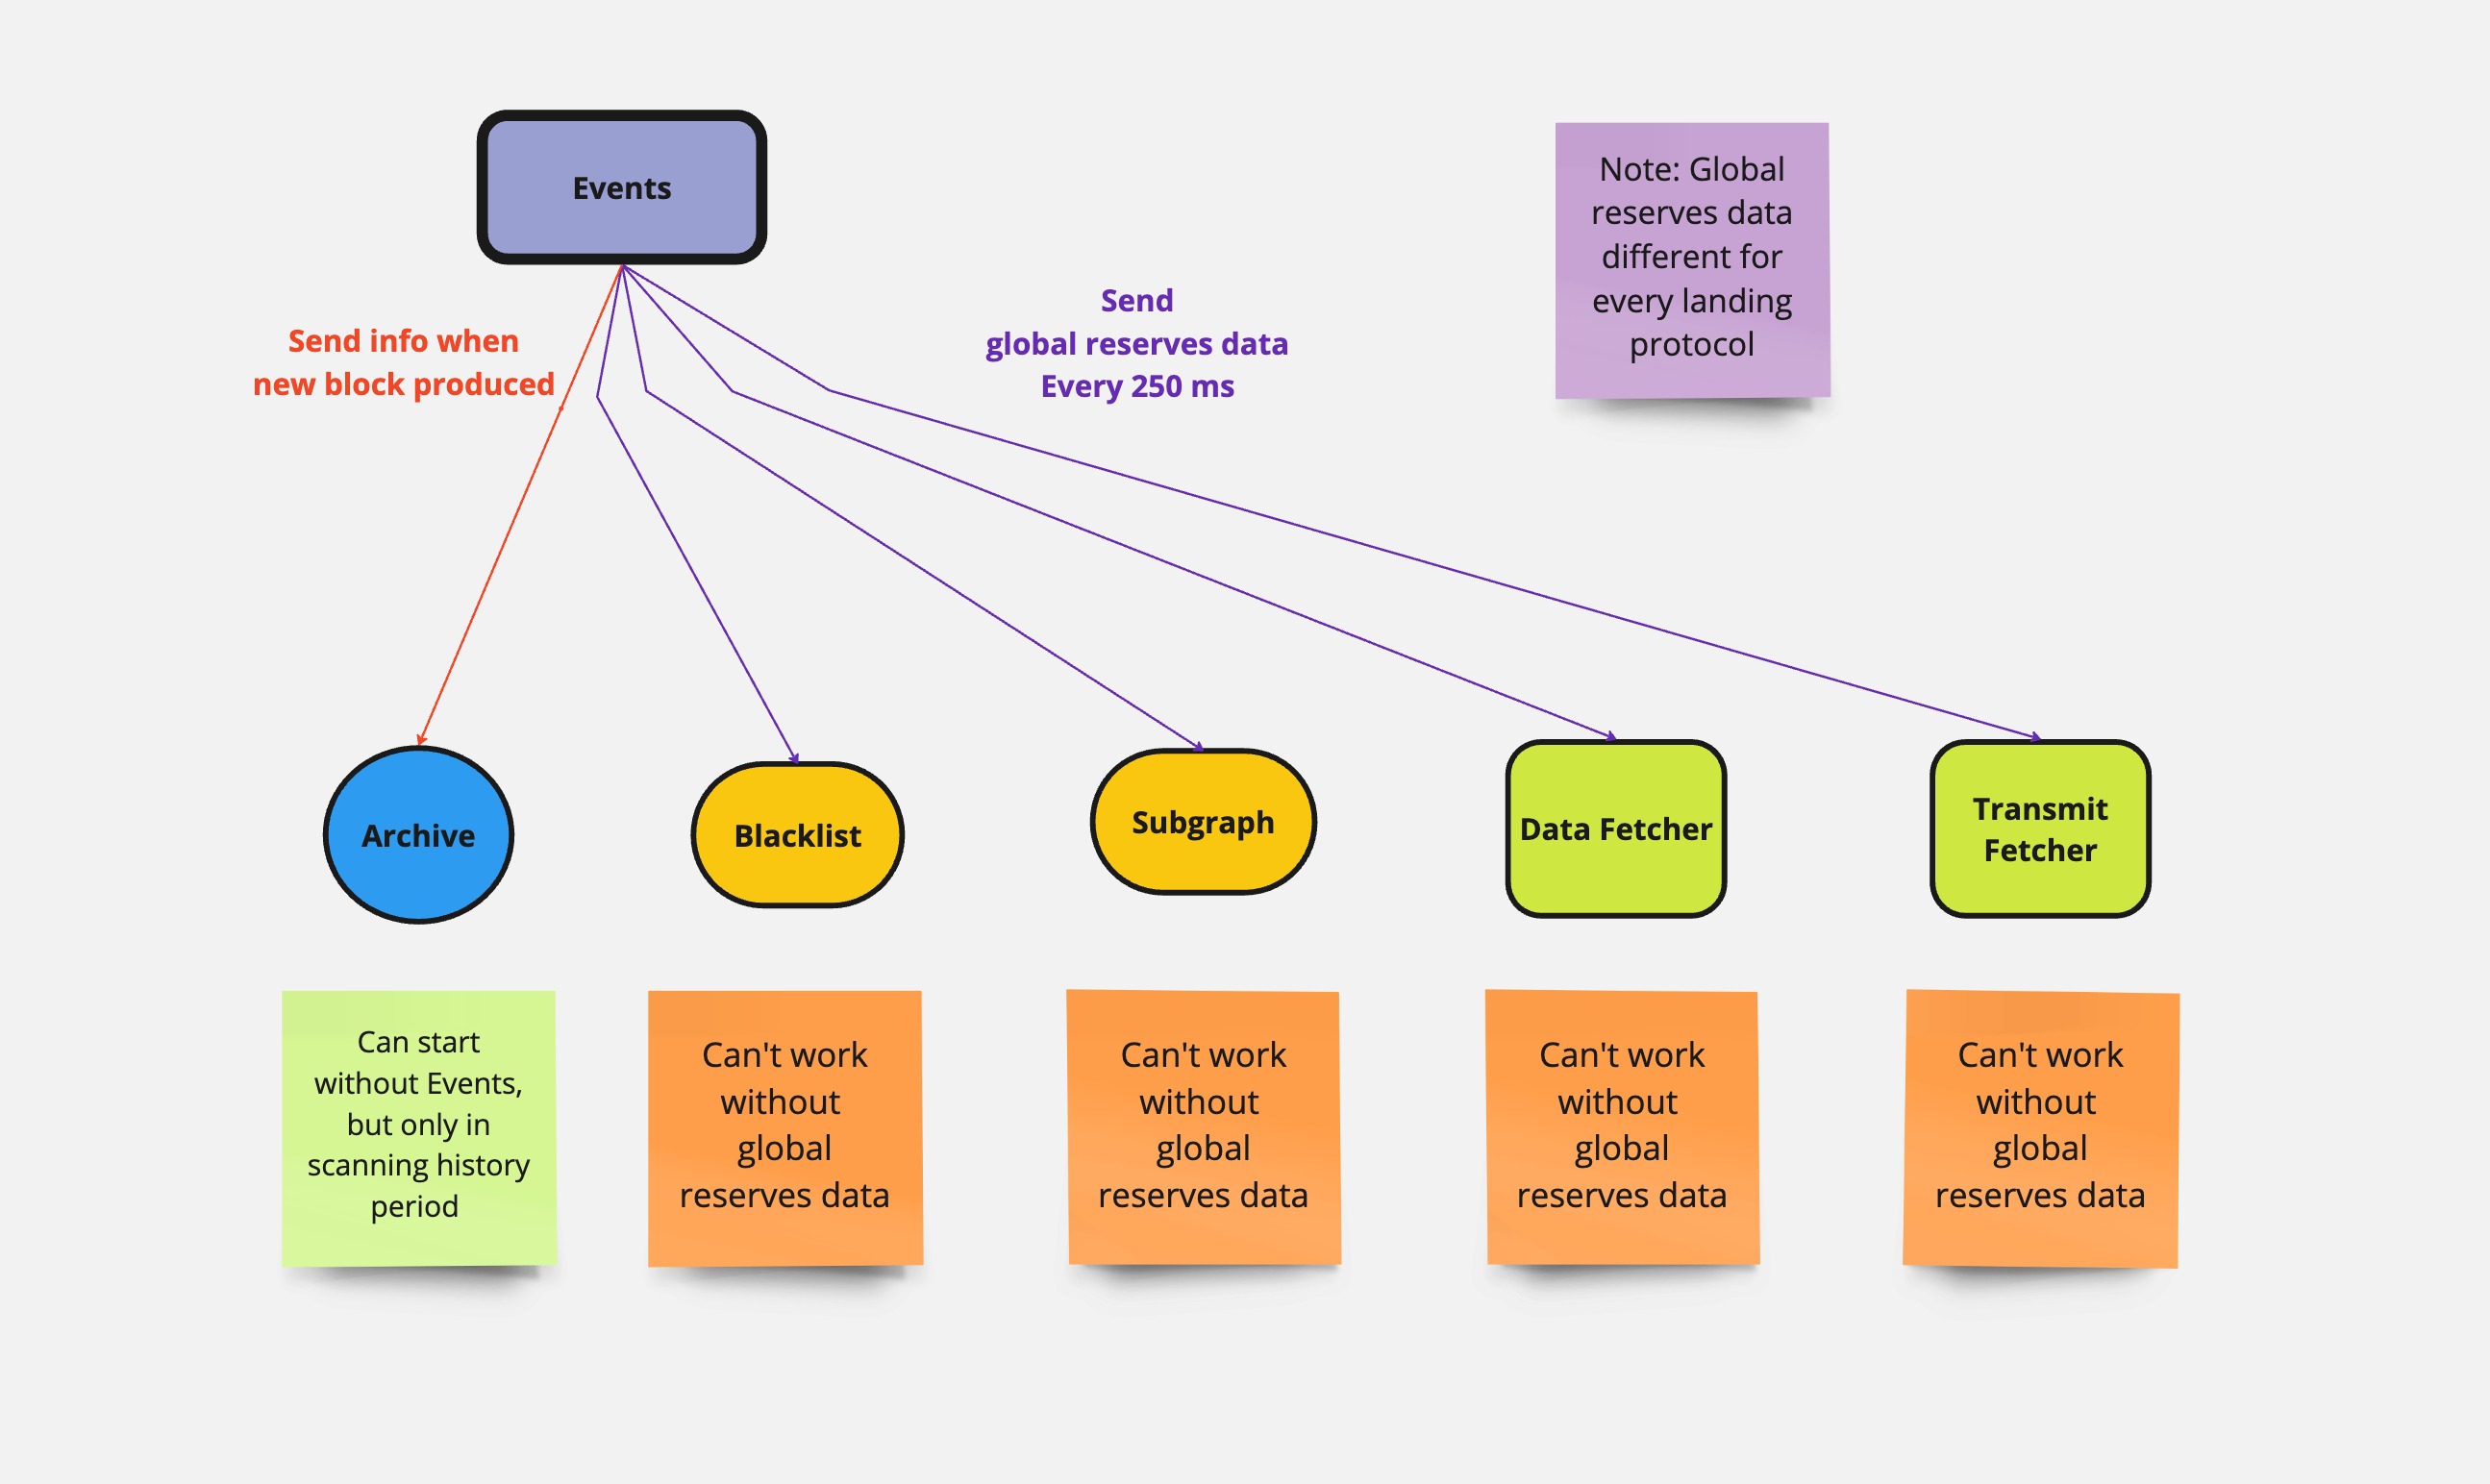 Events
Note: Global
reserves data
different for
every landing
protocol
Send info when
new block produced
Send
global reserves data
Every 250 ms
Archive
Blacklist
Subgraph
Data Fetcher
Transmit
Fetcher
Can start
without Events,
but only in
scanning history
period
Can't work
without
global
reserves data
Can't work
without
global
reserves data
Can't work
without
global
reserves data
Can't work
without
global
reserves data